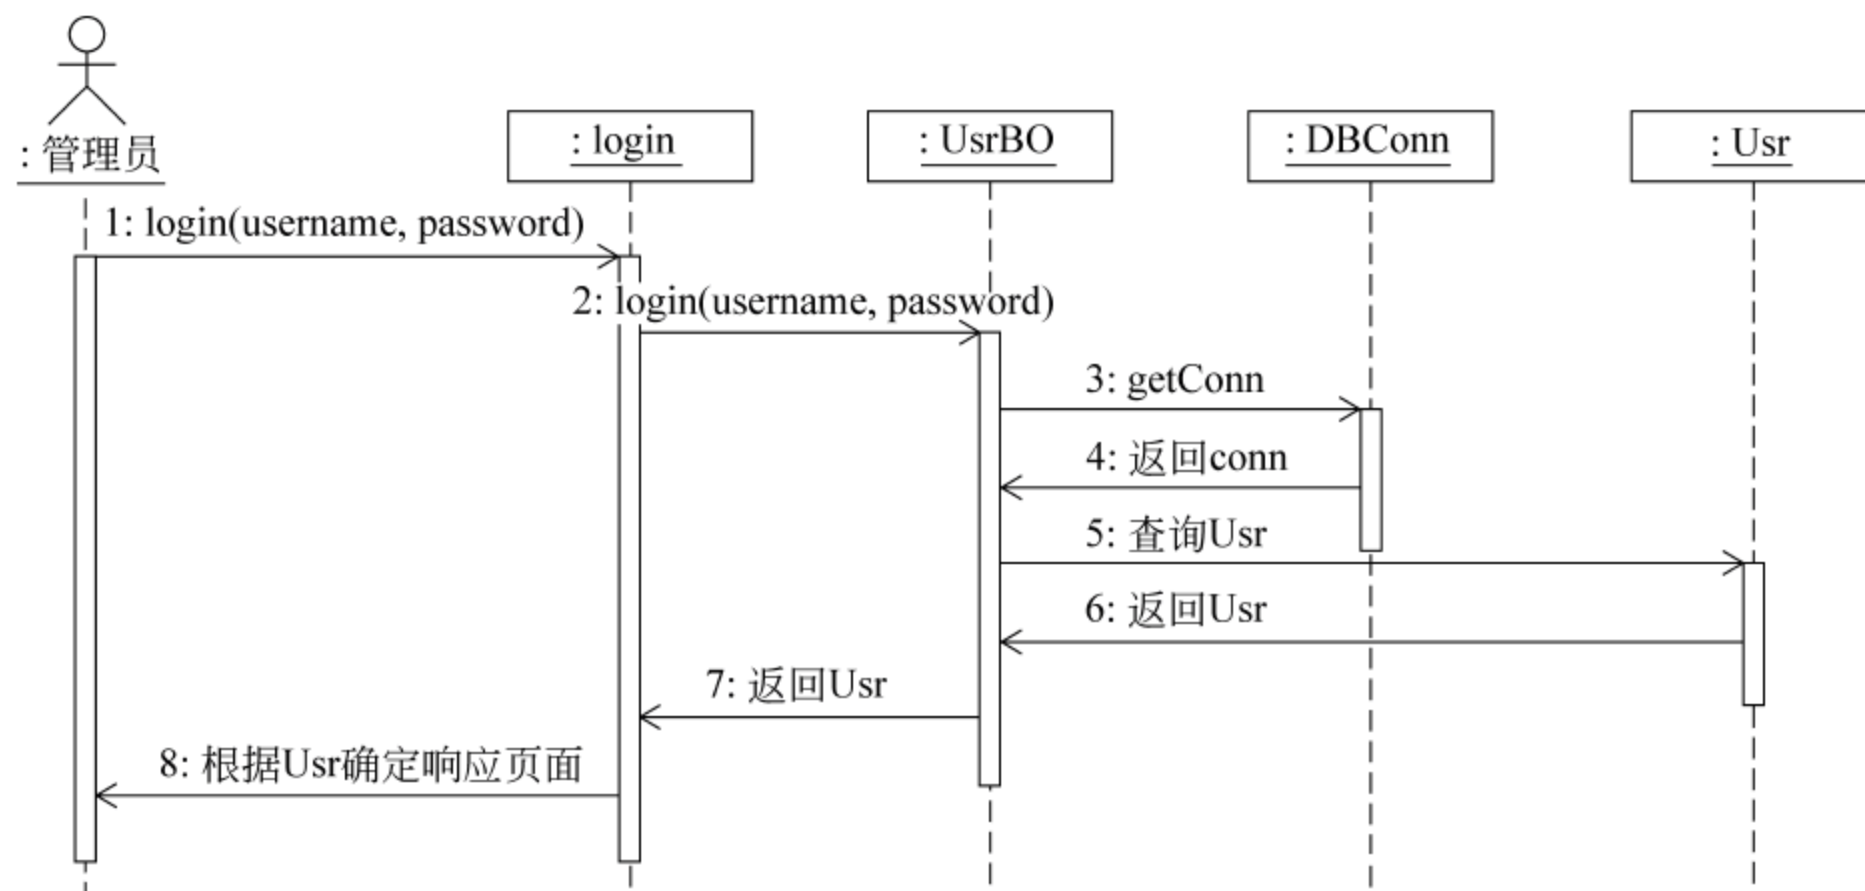 : 管理员
: login
: UsrBO
: DBConn
: Usr
1: login(username, password)
2: login(username, password)
3: getConn
4: 返回conn
5: 查询Usr
6: 返回Usr
7: 返回Usr
8: 根据Usr确定响应页面